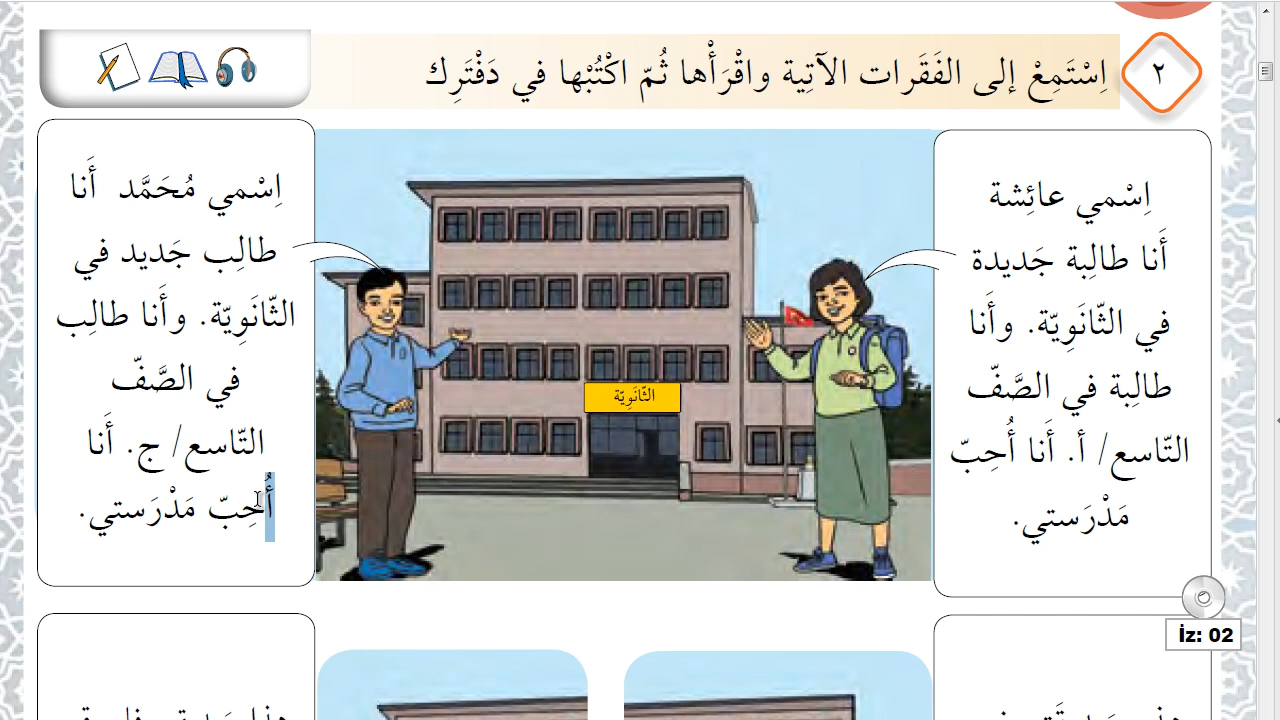 ٢
اِسْتَمِعْ إلى الفَقَرات الآتِية واقْرَأْها ثُمّ اكْتُبْها في دَفْتَرِك
اِسْمي عائِشة
أَنا طالِبة جَديدة
في الثّانَوِيّة. وأَنا
طالِبة في الصَّفّ
التّاسع/ أ. أَنا أُحِبّ
مَدْرَستي.
اِسْمي مُحَمَّد أَنا
طالِب جَديد في
الثّانَوِيّة. وأَنا طالِب
في الصَّفّ
التّاسع/ ج. أَنا
أُحِبّ مَدْرَستي.
الثّانَوِيّة
İz: 02